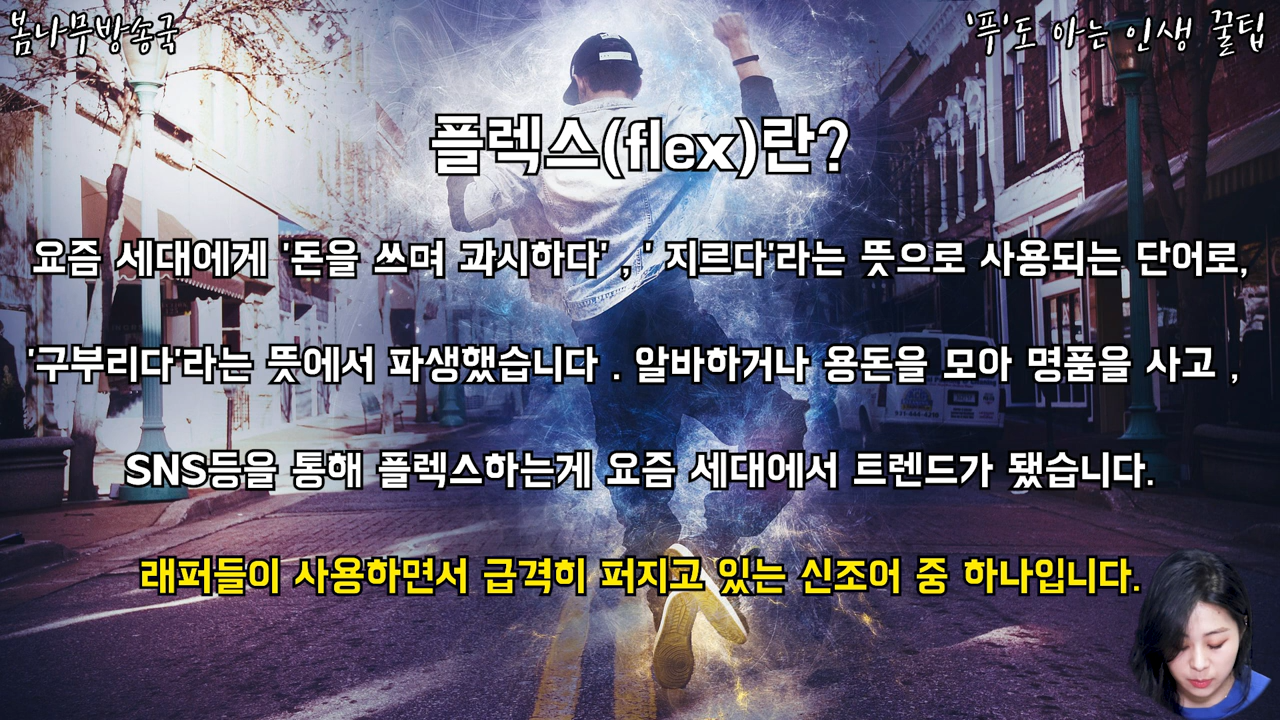 봄나무방송국
'푸'도 아는 인생 꿀팁
플렉스(flex)란?
요즘 세대에게 '돈을 쓰며 과시하다' , ' 지르다'라는 뜻으로 사용되는 단어로,
'구부리다'라는 뜻에서 파생했습니다 . 알바하거나 용돈을 모아 명품을 사고 ,
SNS등을 통해 플렉스하는게 요즘 세대에서 트렌드가 됐습니다.
래퍼들이 사용하면서 급격히 퍼지고 있는 신조어 중 하나입니다.